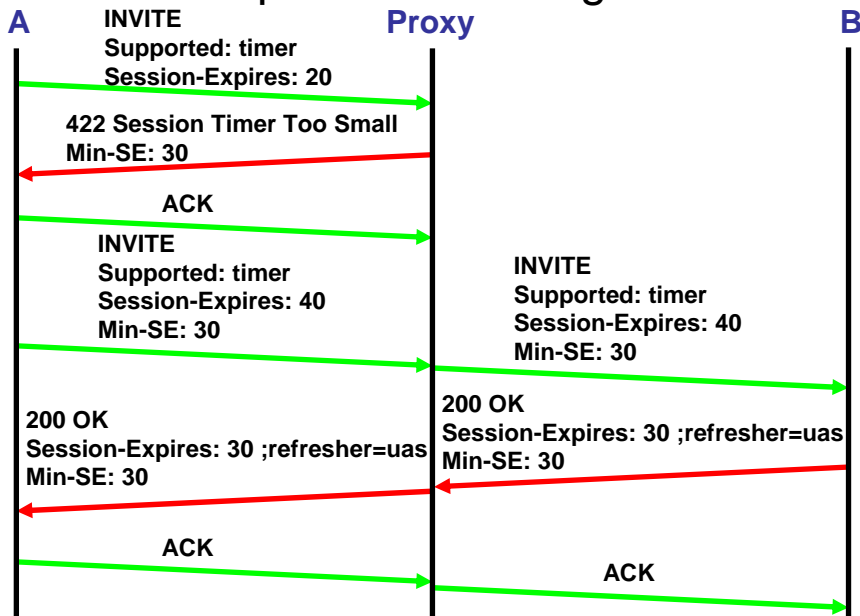 A
Proxy
B
INVITE
Supported: timer
Session-Expires: 20
422 Session Timer Too Small
Min-SE: 30
ACK
INVITE
Supported: timer
Session-Expires: 40
Min-SE: 30
INVITE
Supported: timer
Session-Expires: 40
Min-SE: 30
200 OK
Session-Expires: 30 ;refresher=uas
Min-SE: 30
200 OK
Session-Expires: 30 ;refresher=uas
Min-SE: 30
ACK
ACK